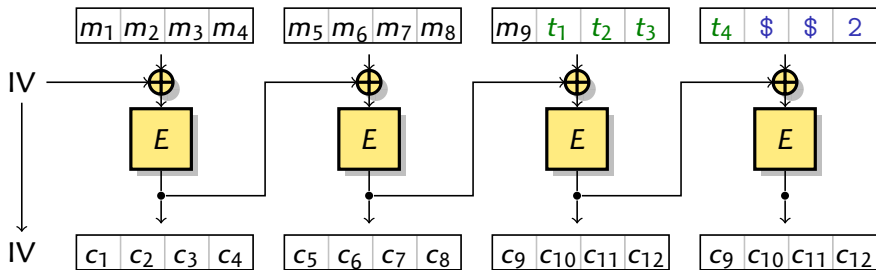 m₁ m₂ m₃ m₄ m₅ m₆ m₇ m₈ m₉ t₁ t₂ t₃ t₄ $ $ 2
IV
E E E E
IV c₁ c₂ c₃ c₄ c₅ c₆ c₇ c₈ c₉ c₁₀ c₁₁ c₁₂ c₉ c₁₀ c₁₁ c₁₂